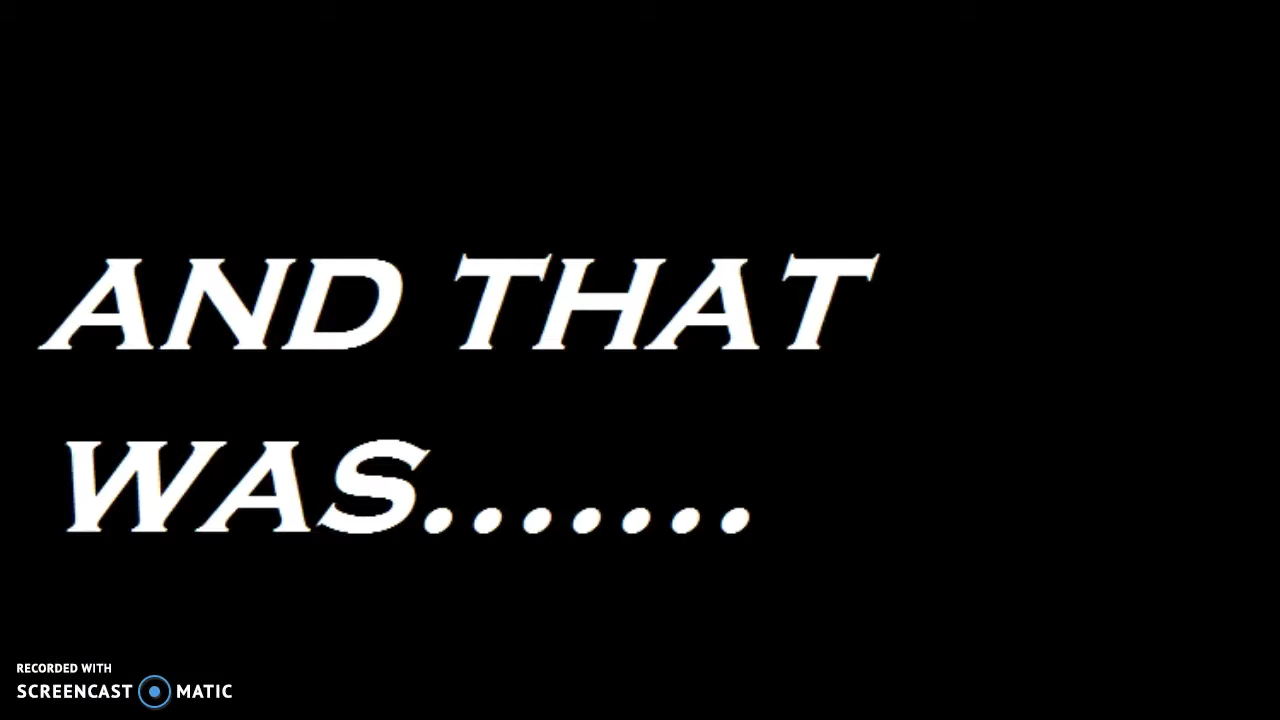 AND THAT
WAS.......
RECORDED WITH
SCREENCAST MATIC